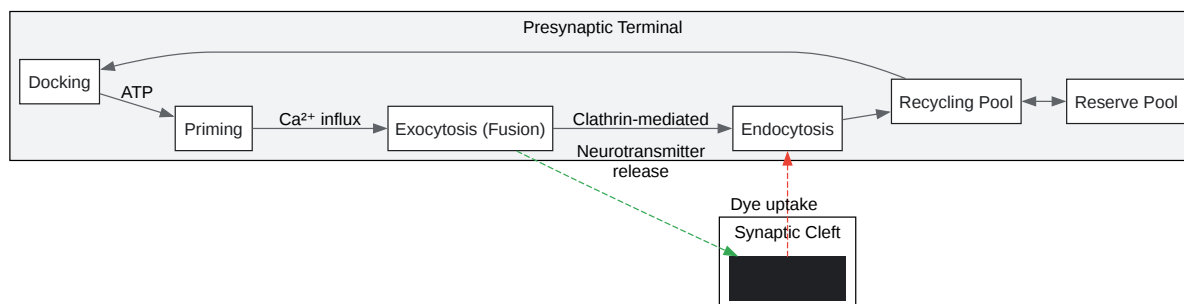 Presynaptic Terminal
Docking
ATP
Priming
Ca²⁺ influx
Exocytosis (Fusion)
Clathrin-mediated
Endocytosis
Recycling Pool
Reserve Pool
Neurotransmitter
release
Dye uptake
Synaptic Cleft